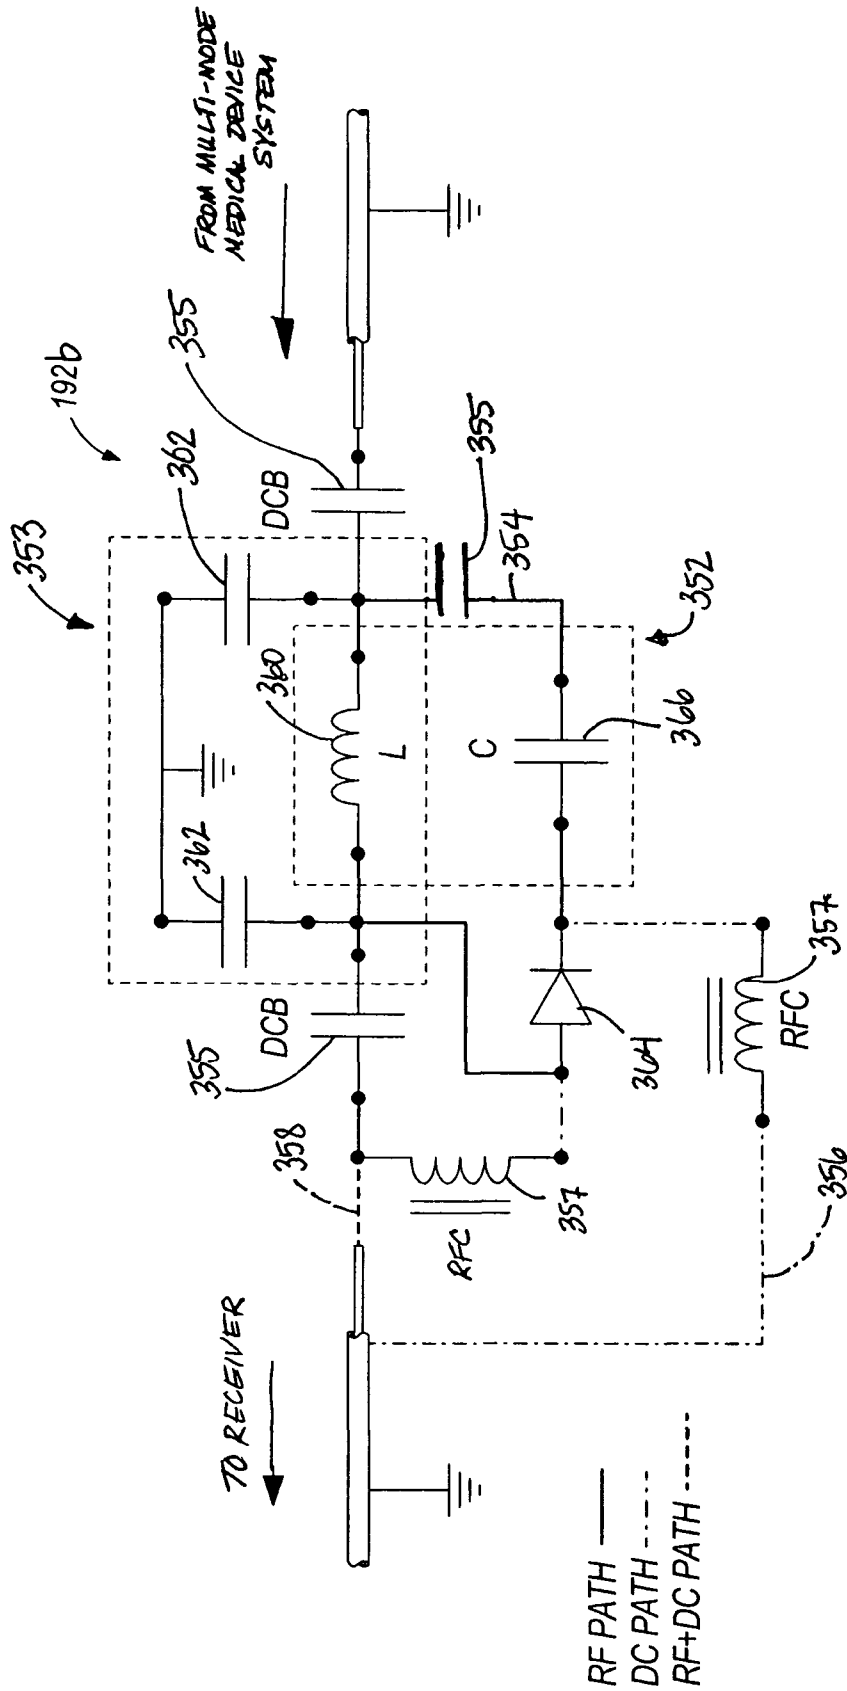 FROM MULTI-MODE
MEDICAL DEVICE
SYSTEM
192b
355
362
353
DCB
355
354
352
360
L
C
366
362
DCB
355
364
357
RFC
358
357
RFC
356
TO RECEIVER
RF PATH
DC PATH
RF+DC PATH